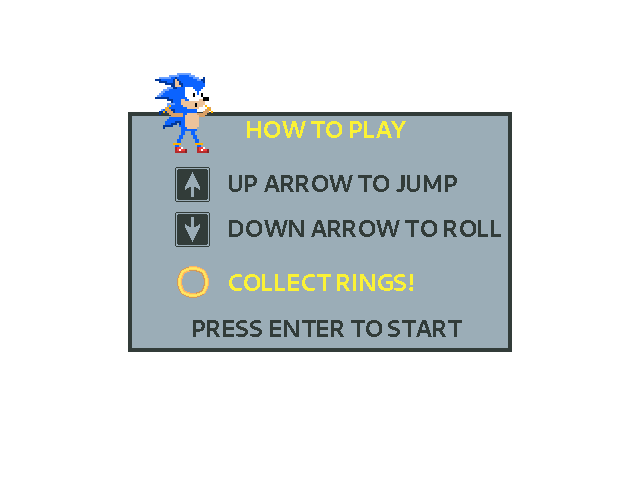 HOW TO PLAY
UP ARROW TO JUMP
DOWN ARROW TO ROLL
COLLECT RINGS!
PRESS ENTER TO START